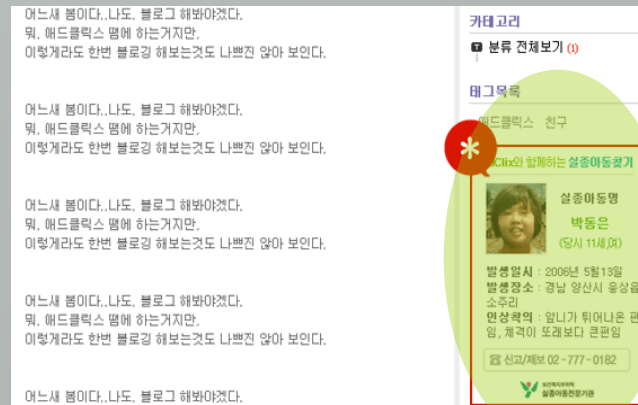 어느새 봄이다..나도, 블로그 해봐야겠다.
뭐, 애드클릭스 땜에 하는거지만,
이렇게라도 한번 블로깅 해보는것도 나쁘진 않아 보인다.
어느새 봄이다..나도, 블로그 해봐야겠다.
뭐, 애드클릭스 땜에 하는거지만,
이렇게라도 한번 블로깅 해보는것도 나쁘진 않아 보인다.
어느새 봄이다..나도, 블로그 해봐야겠다.
뭐, 애드클릭스 땜에 하는거지만,
이렇게라도 한번 블로깅 해보는것도 나쁘진 않아 보인다.
어느새 봄이다..나도, 블로그 해봐야겠다.
뭐, 애드클릭스 땜에 하는거지만,
이렇게라도 한번 블로깅 해보는것도 나쁘진 않아 보인다.
어느새 봄이다..나도, 블로그 해봐야겠다.
카테고리
분류 전체보기 (1)
태그목록
애드클릭스 친구
Clix와 함께하는 실종아동찾기
실종아동명
박동은
(당시 11세,여)
발생일시 : 2006년 5월13일
발생장소 : 경남 양산시 웅상읍
소주리
인상착의 : 앞니가 튀어나온 편
임, 체격이 또래보다 큰편임
신고/제보 02-777-0182
보건복지부위탁
실종아동전문기관